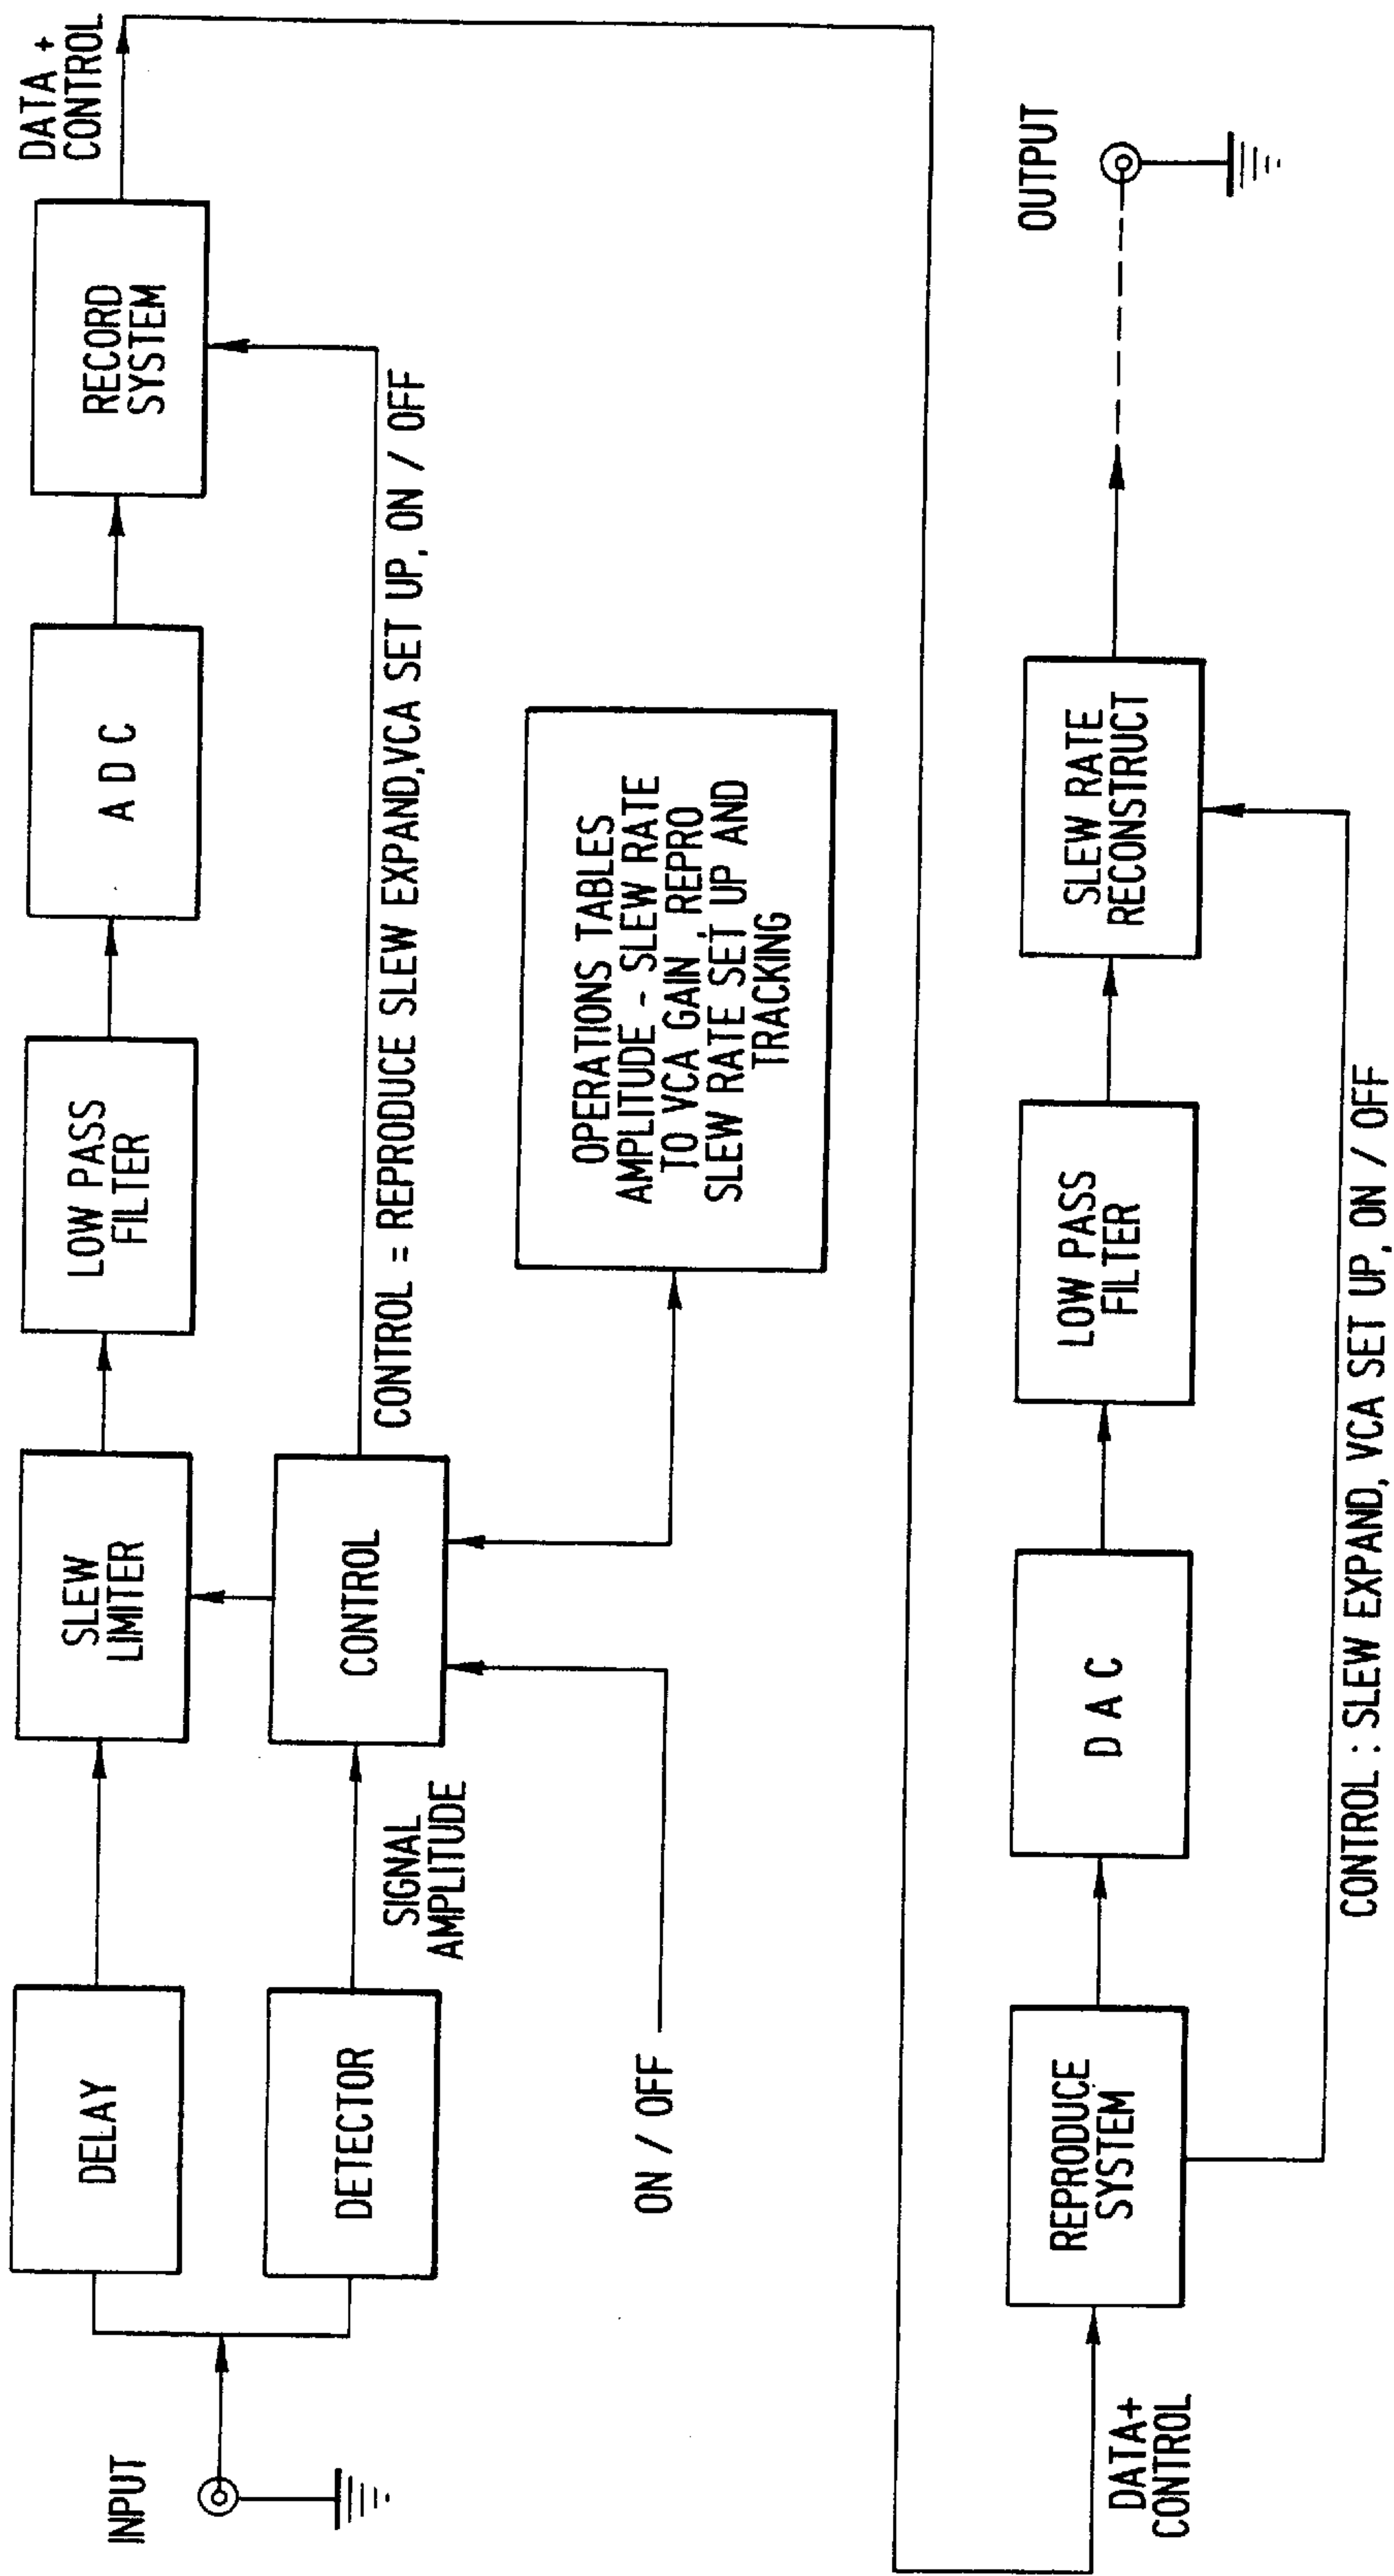 INPUT
DELAY
SLEW
LIMITER
LOW PASS
FILTER
A D C
RECORD
SYSTEM
DATA +
CONTROL
DETECTOR
SIGNAL
AMPLITUDE
CONTROL
CONTROL = REPRODUCE SLEW EXPAND,VCA SET UP, ON / OFF
ON / OFF
OPERATIONS TABLES
AMPLITUDE - SLEW RATE
TO VCA GAIN , REPRO
SLEW RATE SET UP AND
TRACKING
DATA+
CONTROL
REPRODUCE
SYSTEM
D A C
LOW PASS
FILTER
SLEW RATE
RECONSTRUCT
OUTPUT
CONTROL : SLEW EXPAND, VCA SET UP, ON / OFF